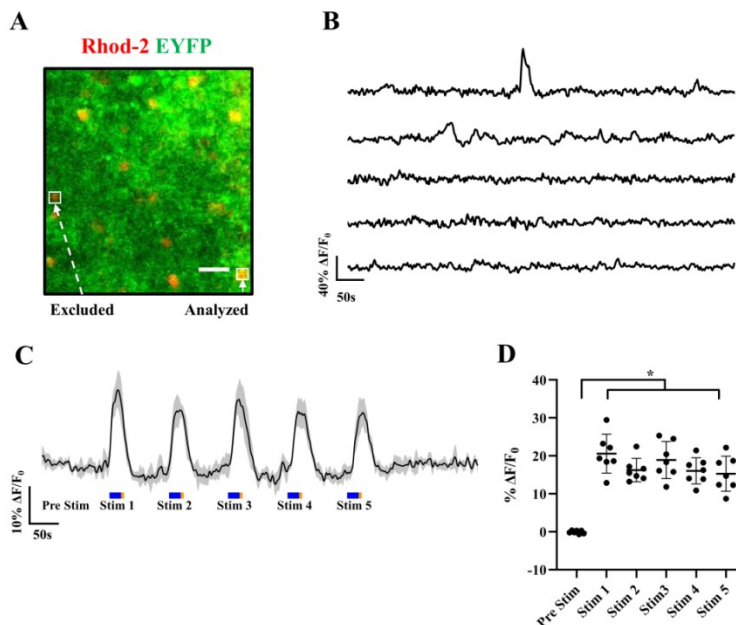 A
Rhod-2 EYFP
Excluded
Analyzed
B
40% ΔF/F₀
50s
C
10% ΔF/F₀
50s
Pre Stim
Stim 1
Stim 2
Stim 3
Stim 4
Stim 5
D
*
% ΔF/F₀
40
30
20
10
0
-10
Pre Stim
Stim 1
Stim 2
Stim3
Stim 4
Stim 5